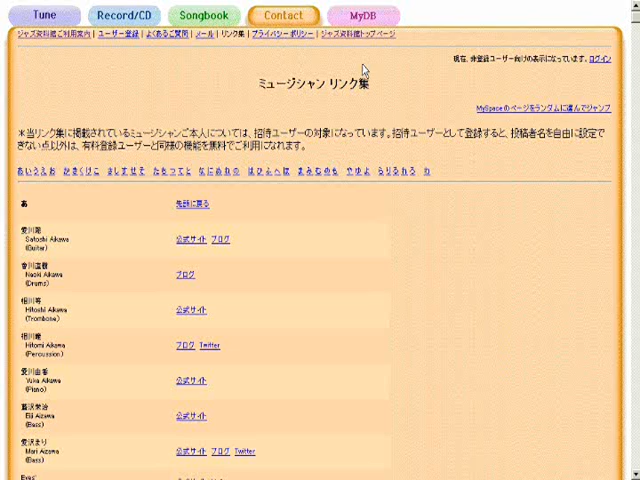 Tune Record/CD Songbook Contact MyDB
ジャズ資料館ご利用案内 | ユーザー登録 | よくあるご質問 | メール | リンク集 | プライバシーポリシー | ジャズ資料館トップページ
現在、非登録ユーザー向けの表示になっています。ログイン
ミュージシャン リンク集
MySpaceのページをランダムに選んでジャンプ
＊当リンク集に掲載されているミュージシャンご本人については、招待ユーザーの対象になっています。招待ユーザーとして登録すると、投稿者名を自由に設定で
きない点以外は、有料登録ユーザーと同様の機能を無料でご利用になれます。
あいうえお かきくけこ さしすせそ たちつてと なにぬねの はひふへほ まみむめも やゆよ らりるれろ わ
あ 先頭に戻る
Satoshi Aikawa 公式サイト ブログ
(Guitar)
Naoki Aikawa ブログ
(Drums)
相川等
Hitoshi Aikawa 公式サイト
(Trombone)
相川瞳
Hitomi Aikawa ブログ Twitter
(Percussion)
愛川由香
Yuka Aikawa 公式サイト
(Piano)
藍沢栄治
Eiji Aizawa 公式サイト
(Bass)
愛沢まり
Mari Aizawa 公式サイト ブログ Twitter
(Bass)